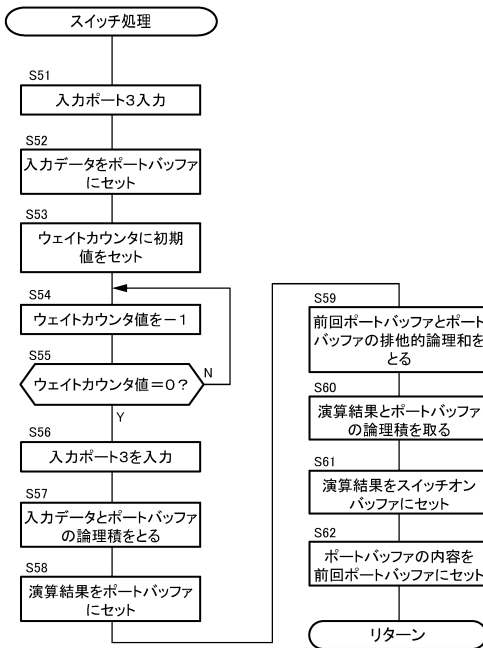 スイッチ処理
S51
入力ポート3入力
S52
入力データをポートバッファ
にセット
S53
ウェイトカウンタに初期
値をセット
S54
ウェイトカウンタ値を－1
S55
ウェイトカウンタ値=0？
N
Y
S56
入力ポート3を入力
S57
入力データとポートバッファ
の論理積をとる
S58
演算結果をポートバッファ
にセット
S59
前回ポートバッファとポート
バッファの排他的論理和を
とる
S60
演算結果とポートバッファ
の論理積を取る
S61
演算結果をスイッチオン
バッファにセット
S62
ポートバッファの内容を
前回ポートバッファにセット
リターン